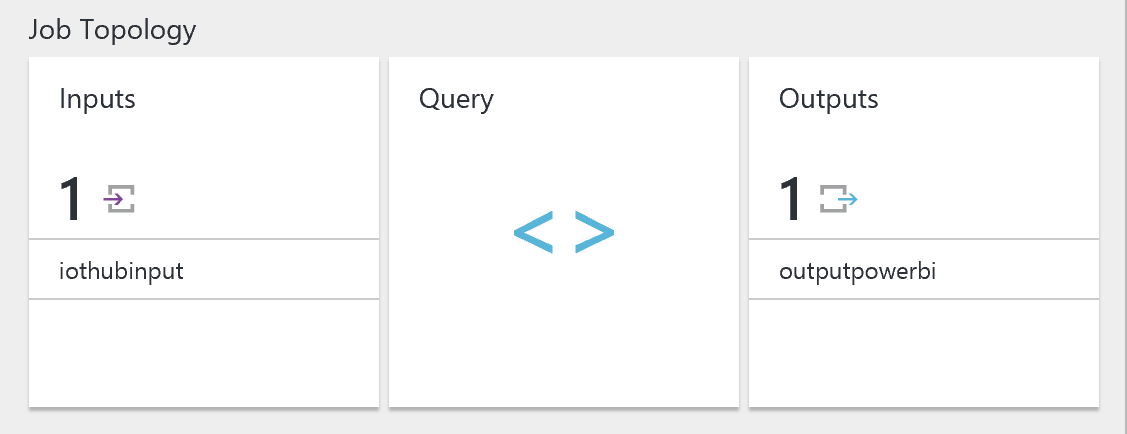 Job Topology
Inputs
1
iothubinput
Query
< >
Outputs
1
outputpowerbi